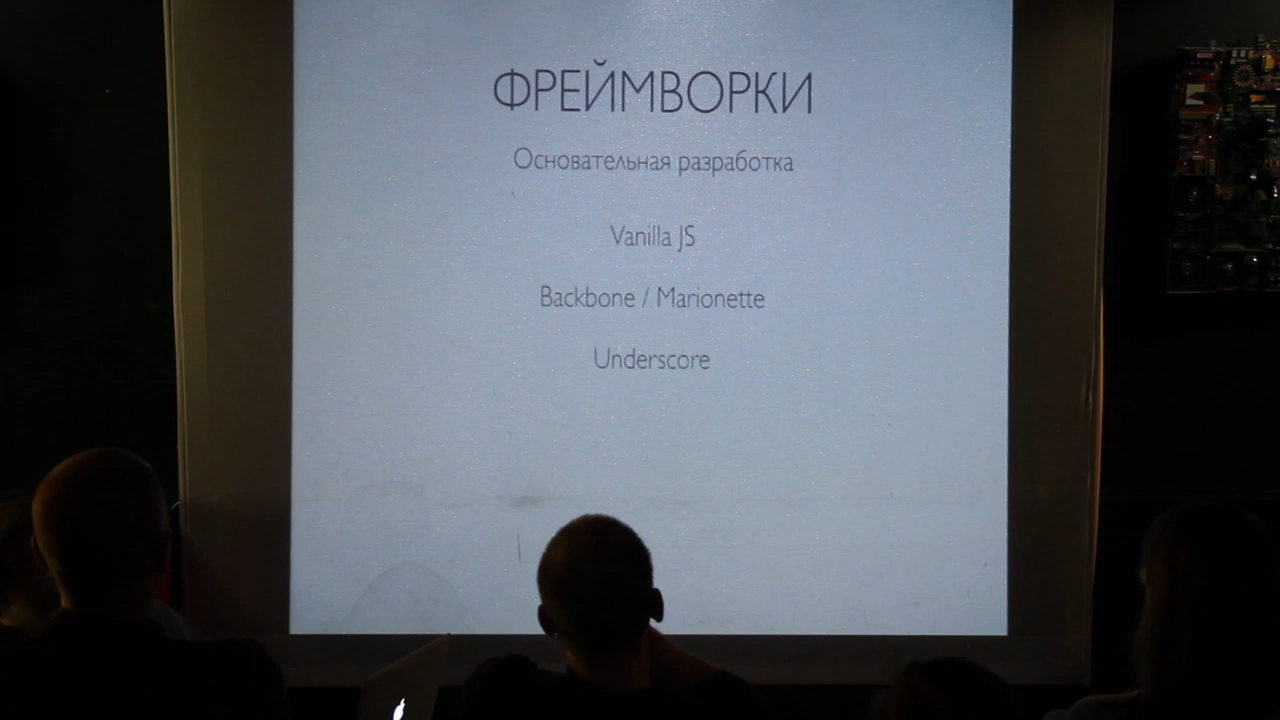 ФРЕЙМВОРКИ
Основательная разработка
Vanilla JS
Backbone / Marionette
Underscore